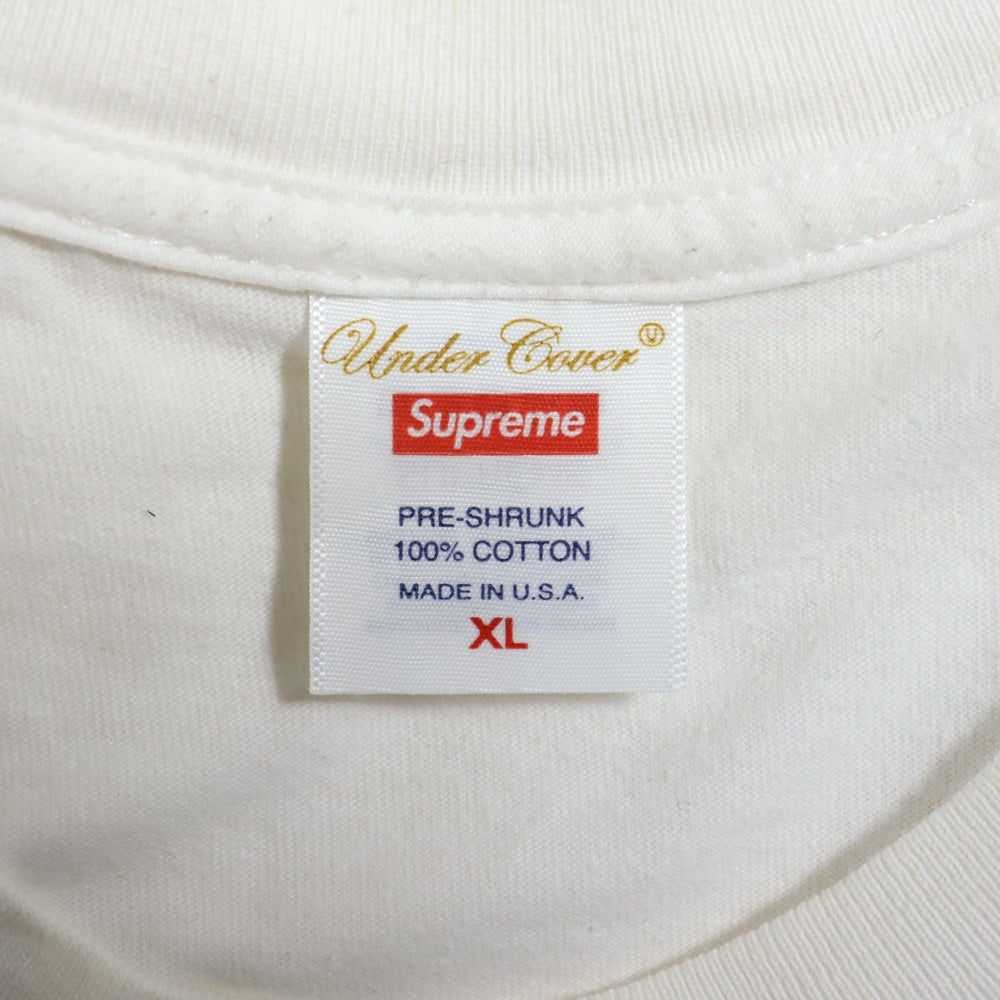 Under Cover Ⓤ
Supreme
PRE-SHRUNK
100% COTTON
MADE IN U.S.A.
XL